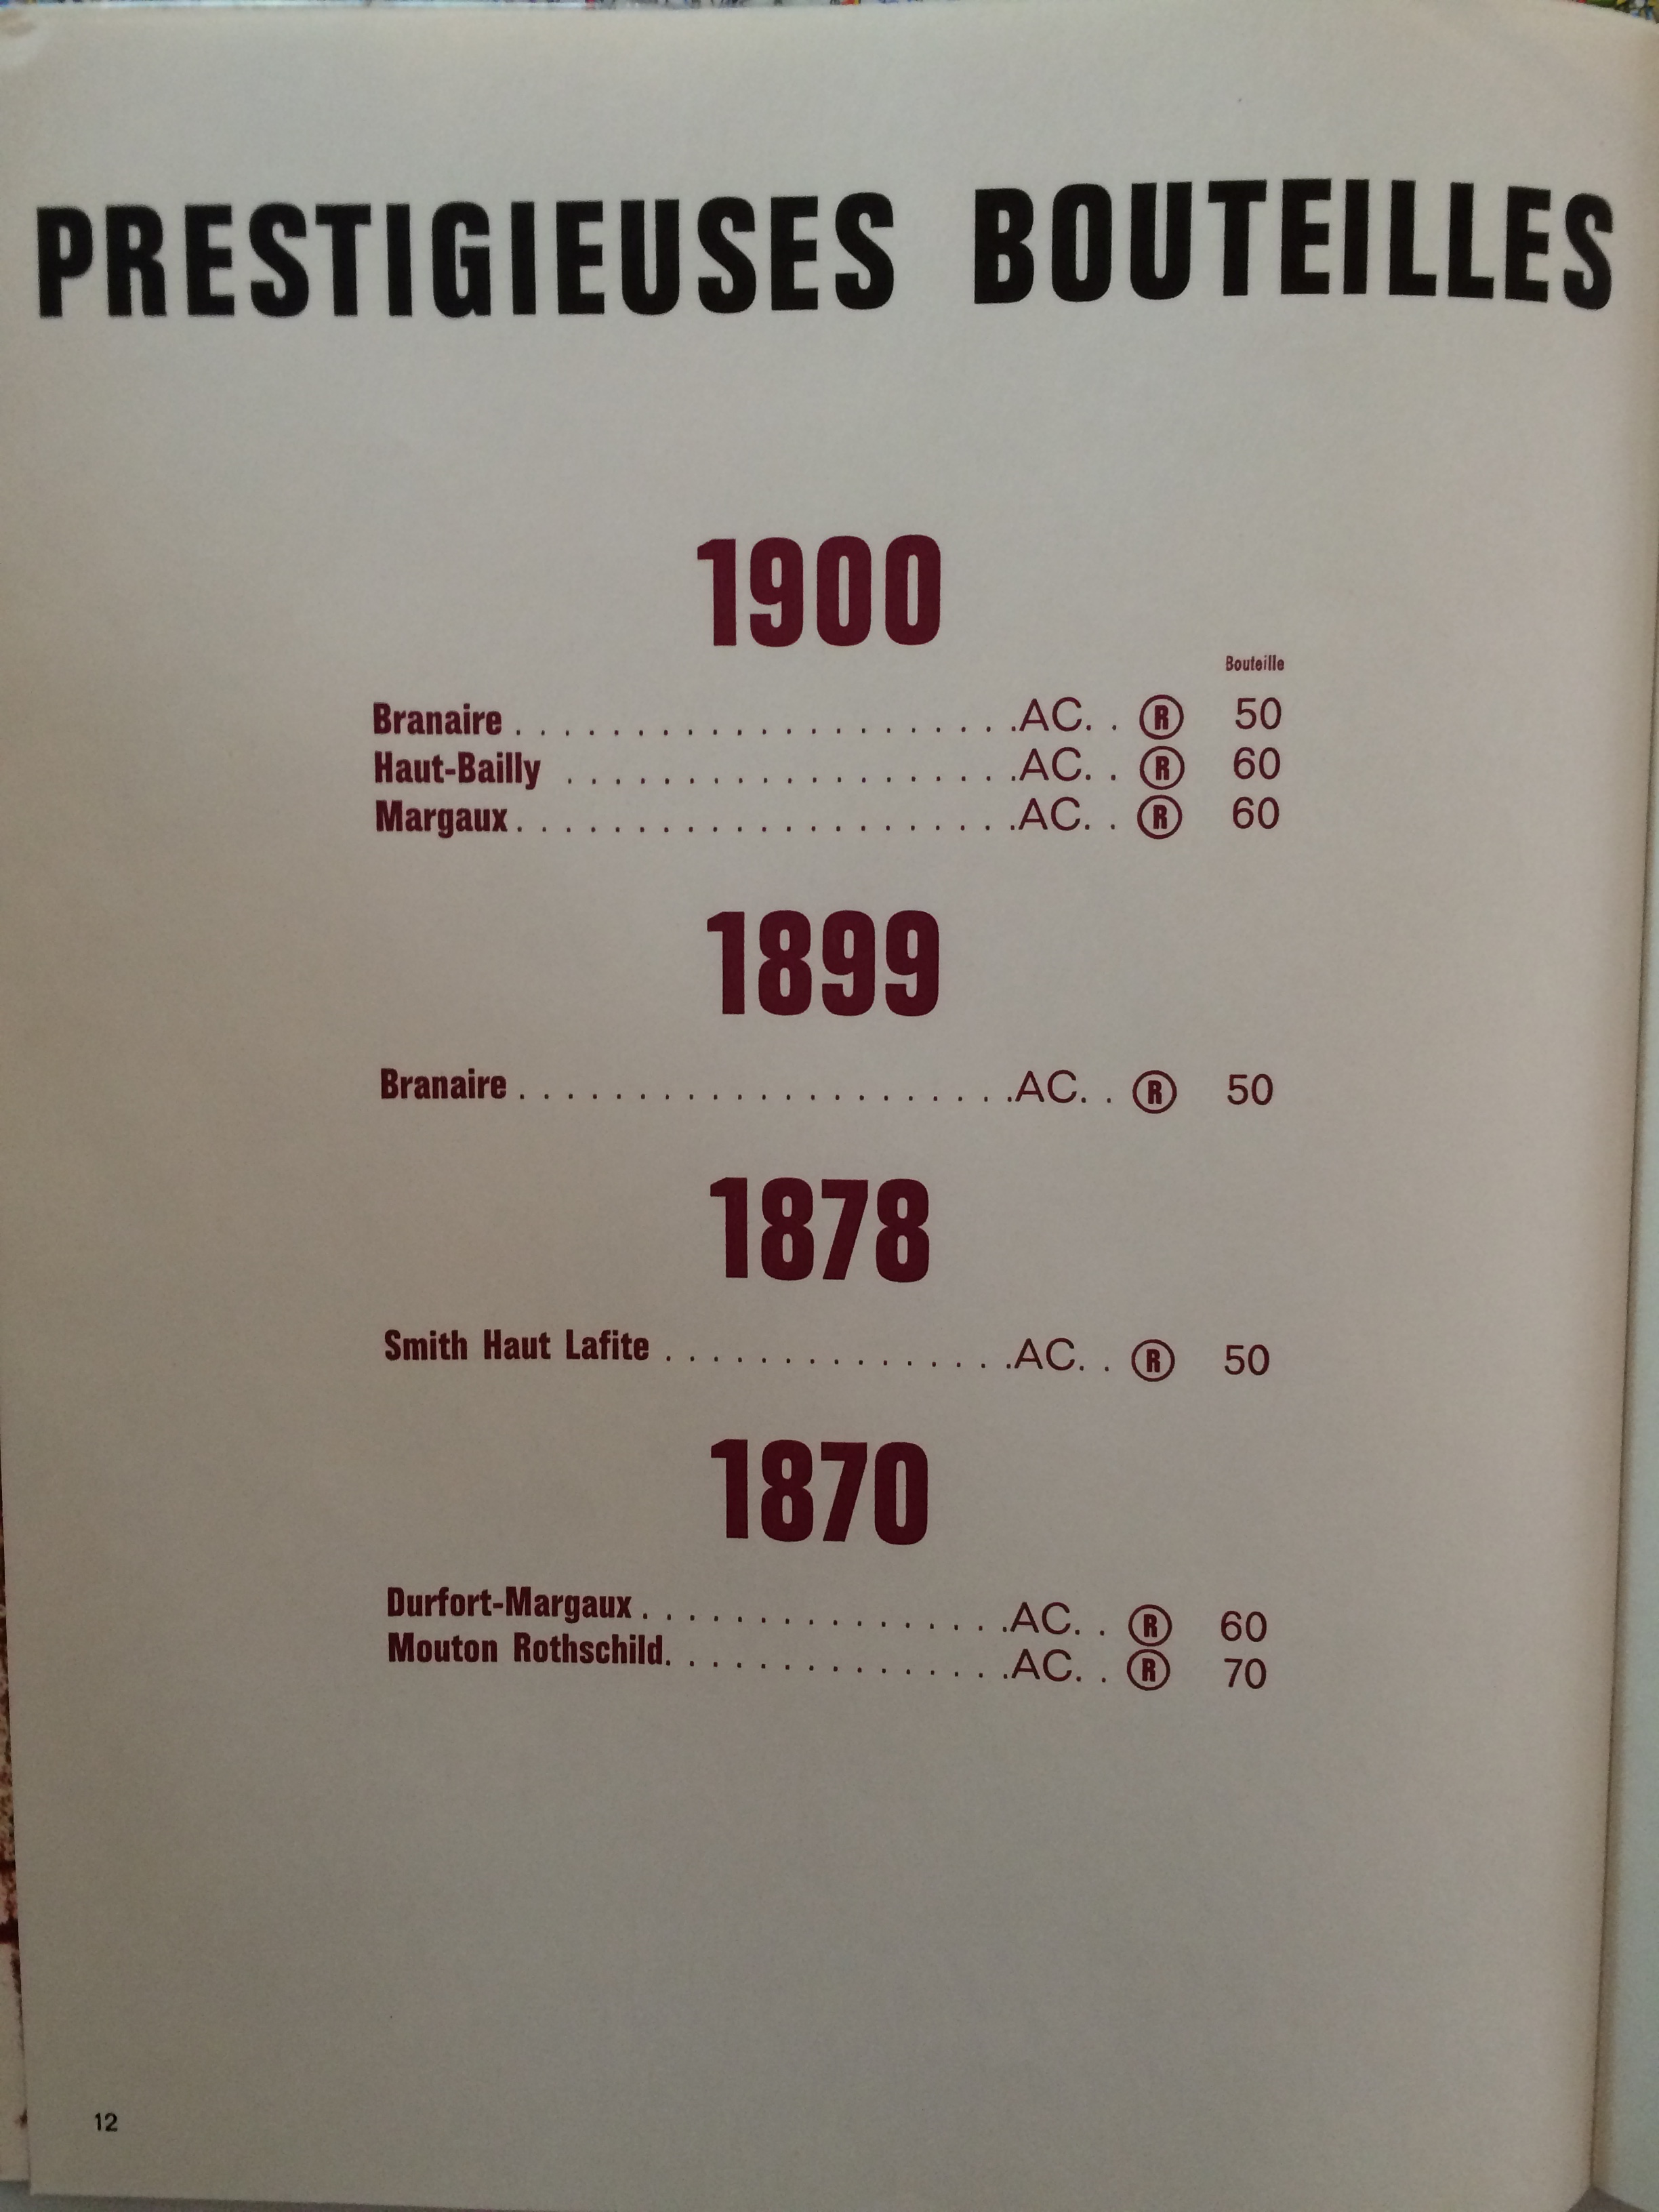 PRESTIGIEUSES BOUTEILLES
1900
Bouteille
Branaire . . . . . . . . . . . . . . . . . . . . . .AC. . ® 50
Haut-Bailly . . . . . . . . . . . . . . . . . . .AC. . ® 60
Margaux. . . . . . . . . . . . . . . . . . . . . .AC. . ® 60
1899
Branaire . . . . . . . . . . . . . . . . . . . . . .AC. . ® 50
1878
Smith Haut Lafite . . . . . . . . . . . . . . .AC. . ® 50
1870
Durfort-Margaux . . . . . . . . . . . . . . . .AC. . ® 60
Mouton Rothschild. . . . . . . . . . . . . . .AC. . ® 70
12